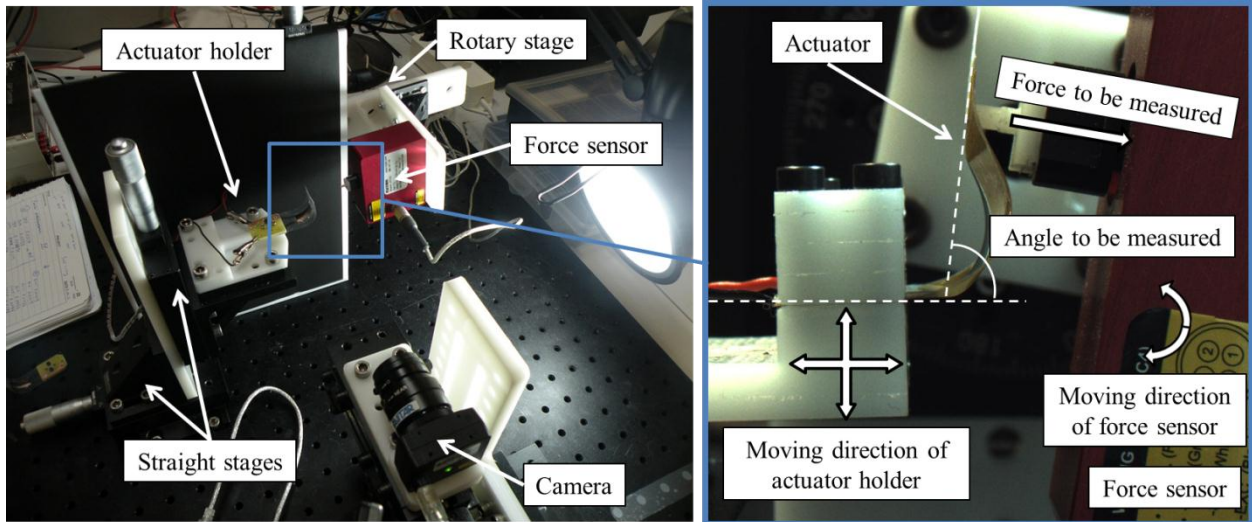 Actuator holder
Rotary stage
Force sensor
Straight stages
Camera
Actuator
270
Force to be measured
Angle to be measured
Moving direction
of force sensor
Moving direction of
actuator holder
Force sensor